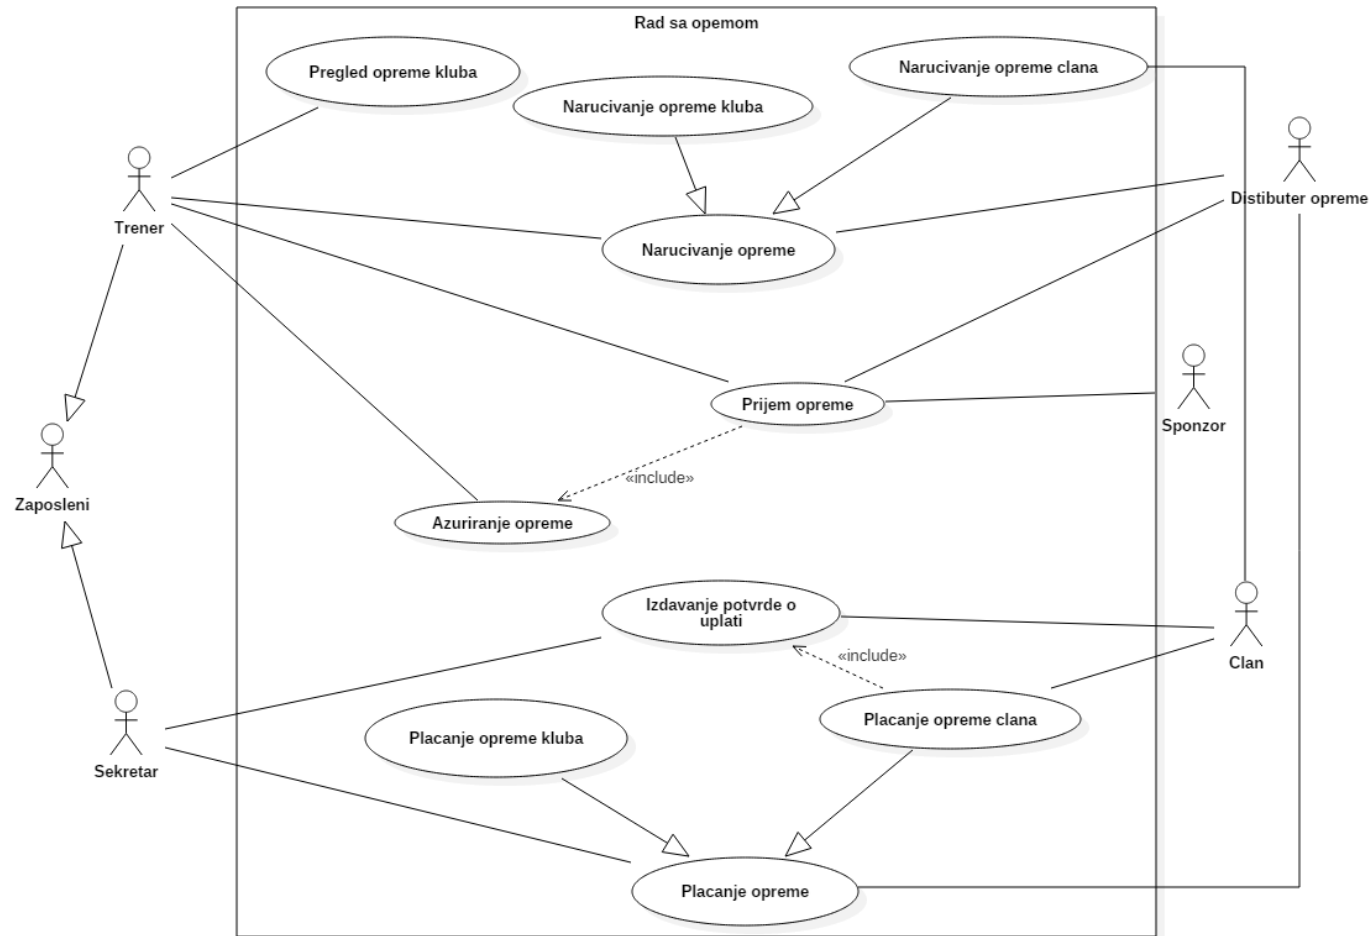 Rad sa opemom
Pregled opreme kluba
Narucivanje opreme kluba
Narucivanje opreme clana
Trener
Distibuter opreme
Narucivanje opreme
Prijem opreme
Sponzor
«include»
Zaposleni
Azuriranje opreme
Izdavanje potvrde o
uplati
«include»
Clan
Placanje opreme kluba
Placanje opreme clana
Sekretar
Placanje opreme